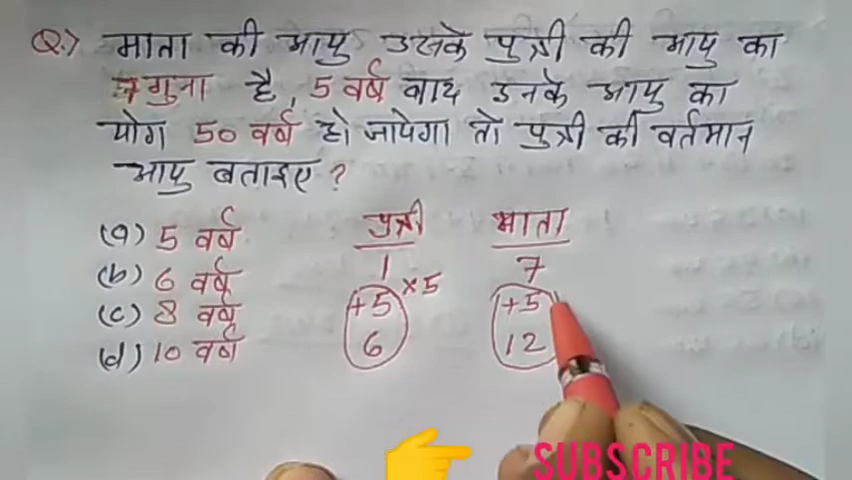 Q.> माता की आयु उसके पुत्री की आयु का
7 गुना है, 5 वर्ष बाद उनके आयु का
योग 50 वर्ष हो जायेगा तो पुत्री की वर्तमान
आयु बताइए ?
(a) 5 वर्ष
(b) 6 वर्ष
(c) 8 वर्ष
(d) 10 वर्ष
पुत्री माता
1 7
+5 ×5 +5
6 12
SUBSCRIBE